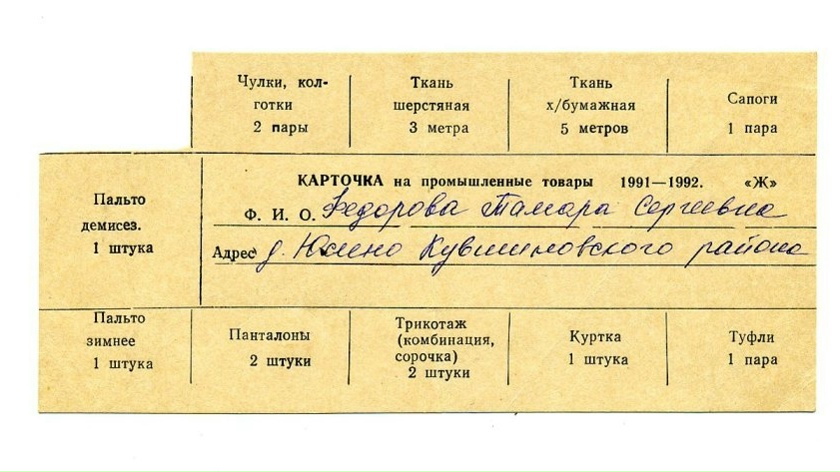 Чулки, кол-
готки
2 пары
Ткань
шерстяная
3 метра
Ткань
х/бумажная
5 метров
Сапоги
1 пара
Пальто
демисез.
1 штука
КАРТОЧКА на промышленные товары 1991—1992. «Ж»
Ф. И. О. Федорова Тамара Сергеевна
Адрес д. Юхино Кувшиновского района
Пальто
зимнее
1 штука
Панталоны
2 штуки
Трикотаж
(комбинация,
сорочка)
2 штуки
Куртка
1 штука
Туфли
1 пара